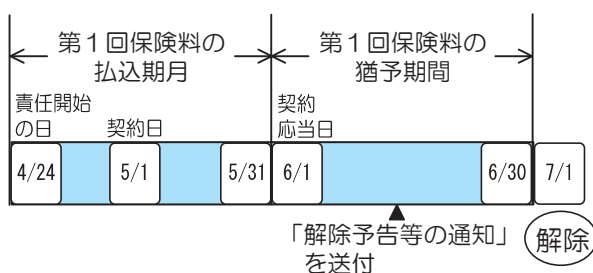 第１回保険料の
払込期月
第１回保険料の
猶予期間
責任開始
の日
契約日
契約
応当日
4/24
5/1
5/31
6/1
6/30
7/1
「解除予告等の通知」
を送付
解除